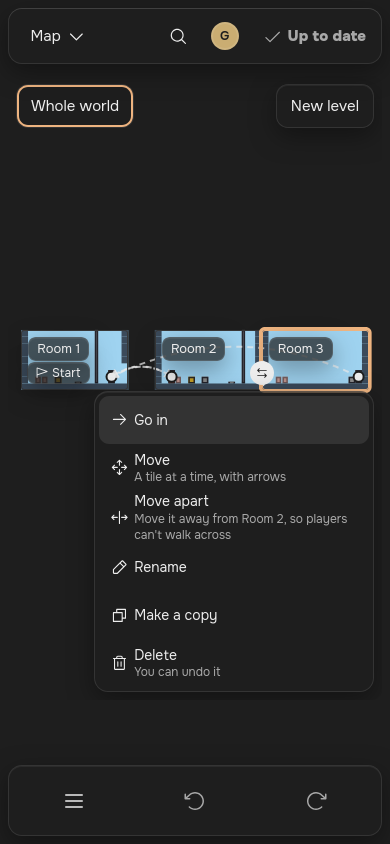 Map
G
Up to date
Whole world
New level
Room 1
Start
Room 2
Room 3
Go in
Move
A tile at a time, with arrows
Move apart
Move it away from Room 2, so players
can't walk across
Rename
Make a copy
Delete
You can undo it